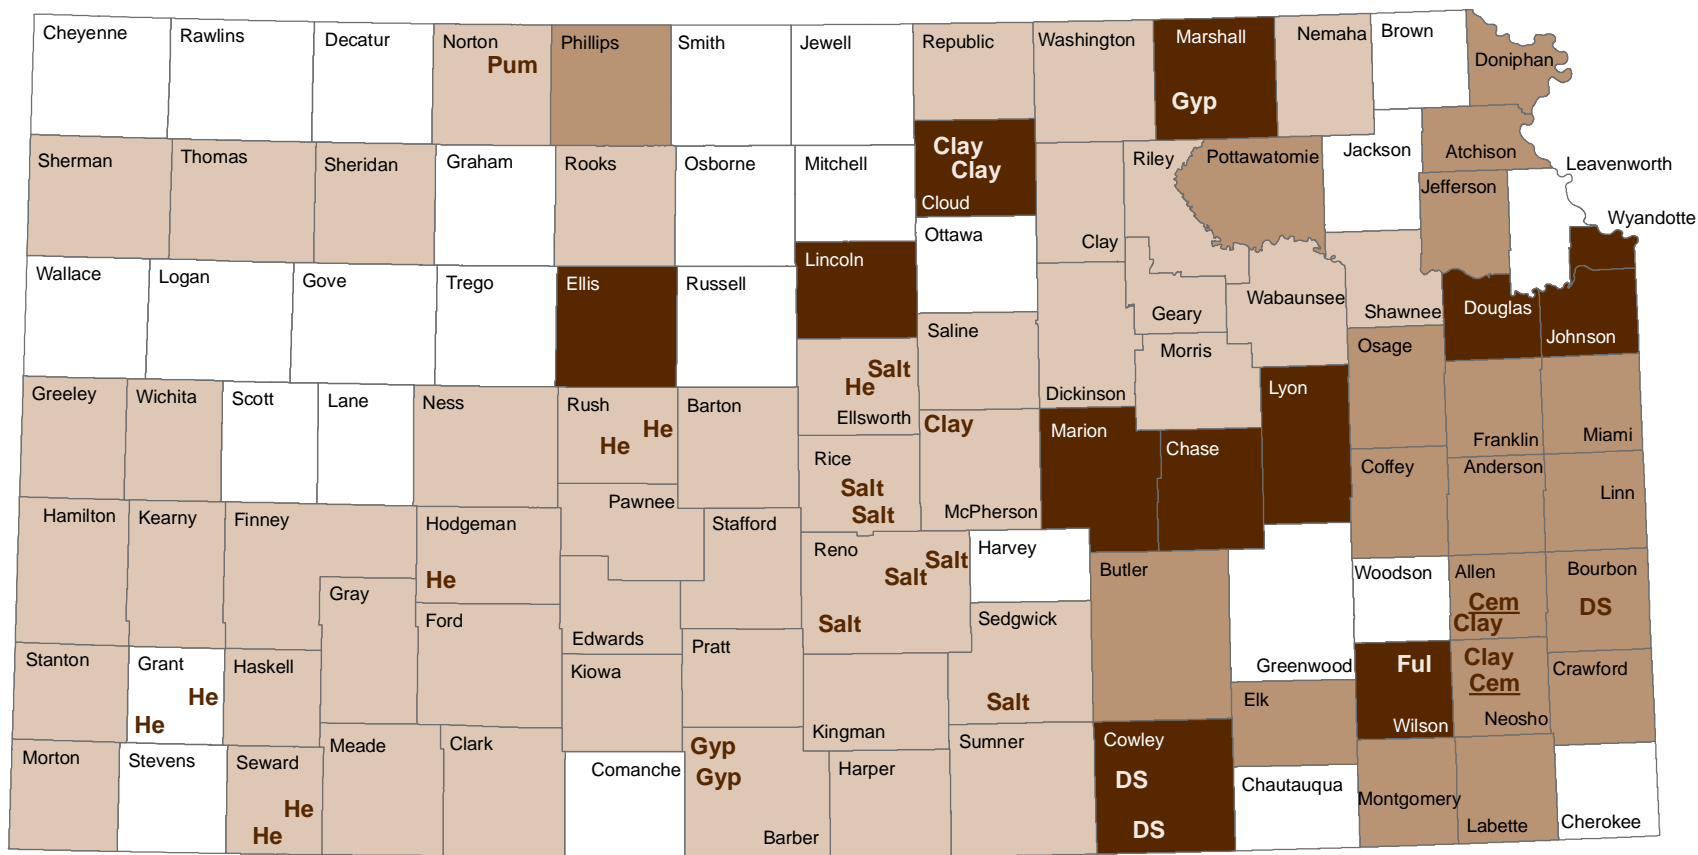 Cheyenne
Rawlins
Decatur
Norton
Pum
Phillips
Smith
Jewell
Republic
Washington
Marshall
Gyp
Nemaha
Brown
Doniphan
Sherman
Thomas
Sheridan
Graham
Rooks
Osborne
Mitchell
Clay
Clay
Cloud
Clay
Riley
Pottawatomie
Jackson
Atchison
Jefferson
Leavenworth
Wyandotte
Wallace
Logan
Gove
Trego
Ellis
Russell
Lincoln
Ottawa
Saline
Dickinson
Geary
Wabaunsee
Shawnee
Douglas
Johnson
Morris
Osage
Greeley
Wichita
Scott
Lane
Ness
Rush
He
He
Barton
Salt
He
Ellsworth
Rice
Salt
Salt
Clay
McPherson
Marion
Chase
Lyon
Franklin
Miami
Coffey
Anderson
Linn
Hamilton
Kearny
Finney
Hodgeman
He
Pawnee
Stafford
Reno
Salt
Salt
Salt
Harvey
Butler
Greenwood
Woodson
Allen
Cem
Clay
Bourbon
DS
Gray
Ford
Edwards
Pratt
Kiowa
Kingman
Sedgwick
Salt
Stanton
Grant
He
He
Haskell
Elk
Ful
Wilson
Clay
Cem
Neosho
Crawford
Morton
Stevens
Seward
He
He
Meade
Clark
Comanche
Gyp
Gyp
Barber
Harper
Sumner
Cowley
DS
DS
Chautauqua
Montgomery
Labette
Cherokee